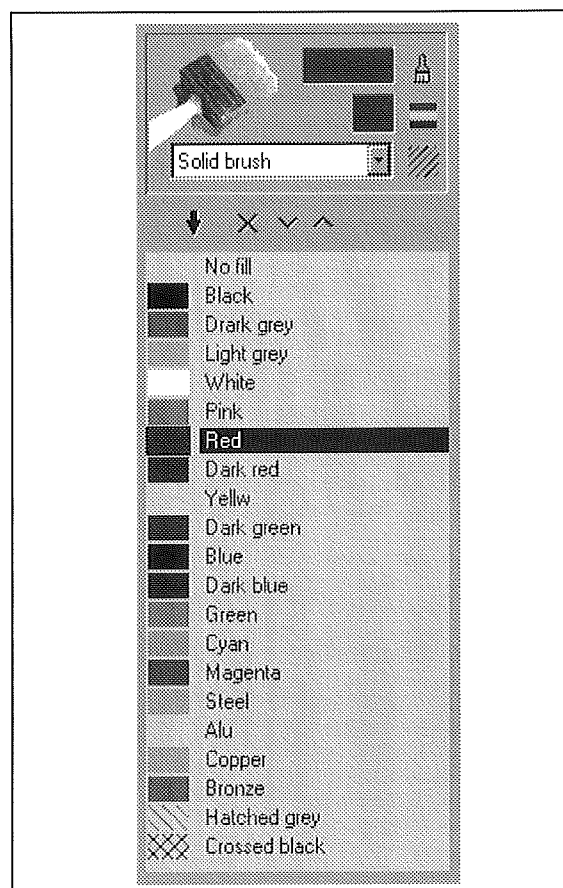 Solid brush
No fill
Black
Drark grey
Light grey
White
Pink
Red
Dark red
Yellw
Dark green
Blue
Dark blue
Green
Cyan
Magenta
Steel
Alu
Copper
Bronze
Hatched grey
Crossed black